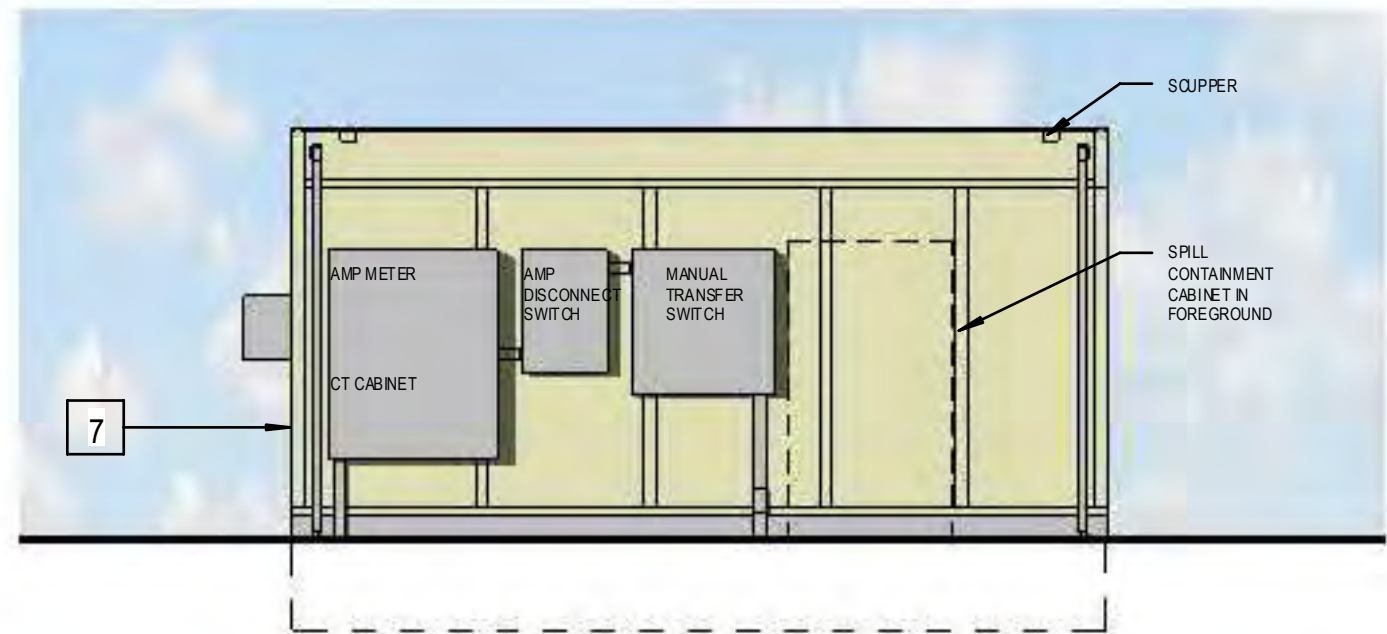 SCUPPER
SPILL
CONTAINMENT
CABINET IN
FOREGROUND
AMP METER
CT CABINET
AMP
DISCONNECT
SWITCH
MANUAL
TRANSFER
SWITCH
7